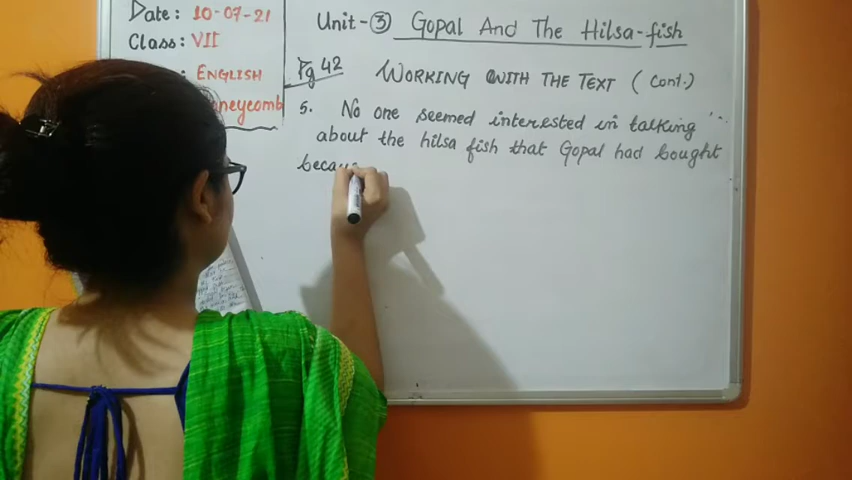 Date: 10-07-21
Class: VII
: ENGLISH
neycomb
Unit-③ Gopal And The Hilsa-fish
Pg 42
WORKING WITH THE TEXT (Cont.)
5. No one seemed interested in talking
about the hilsa fish that Gopal had bought
becau